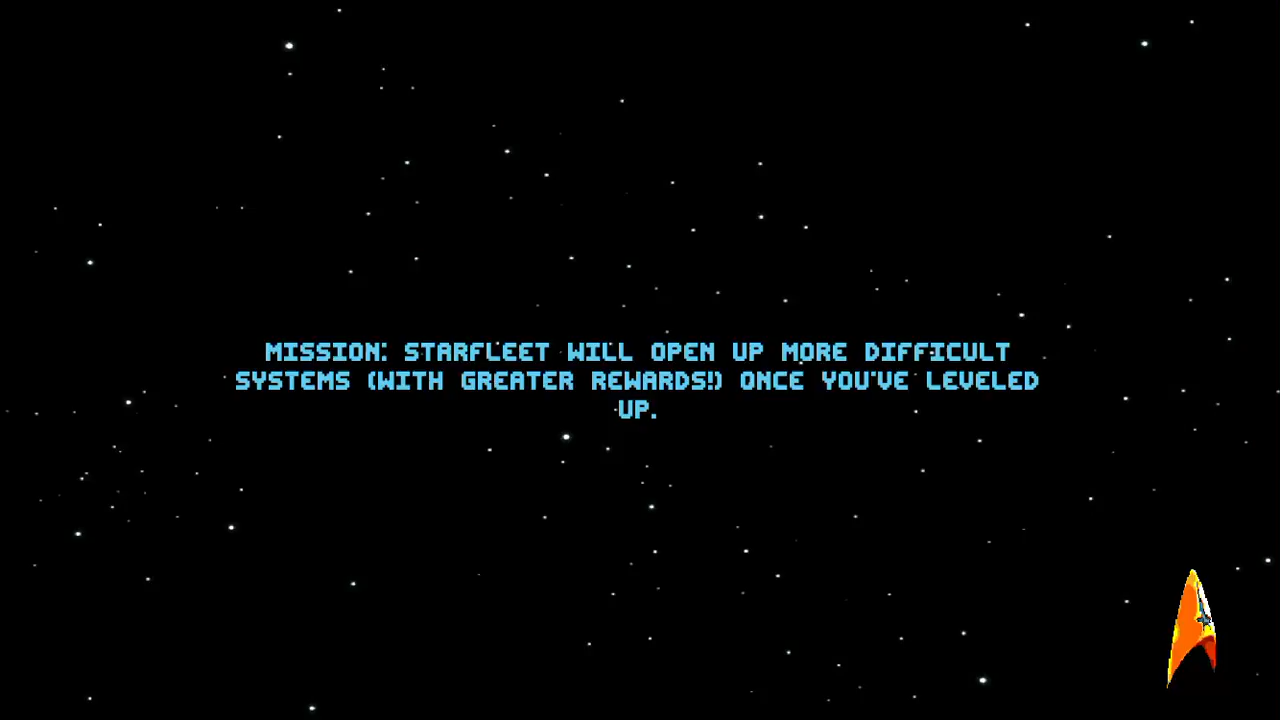 MISSION: STARFLEET WILL OPEN UP MORE DIFFICULT
SYSTEMS (WITH GREATER REWARDS!) ONCE YOU'VE LEVELED
UP.